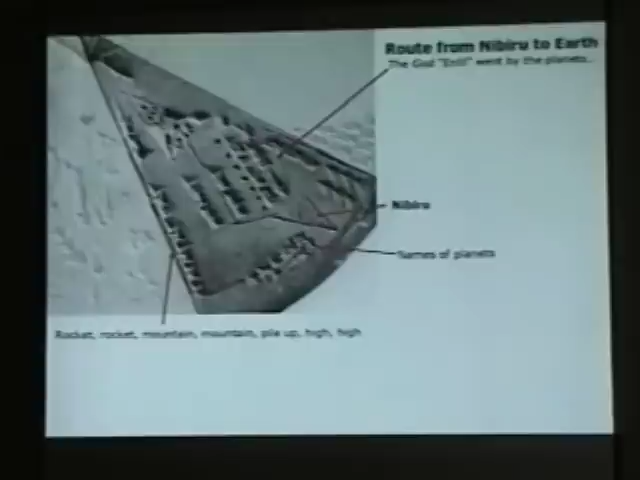 Route from Nibiru to Earth
The God "Enlil" went by the planets..
Nibiru
Names of planets
Rocket, rocket, mountain, mountain, pile up, high, high